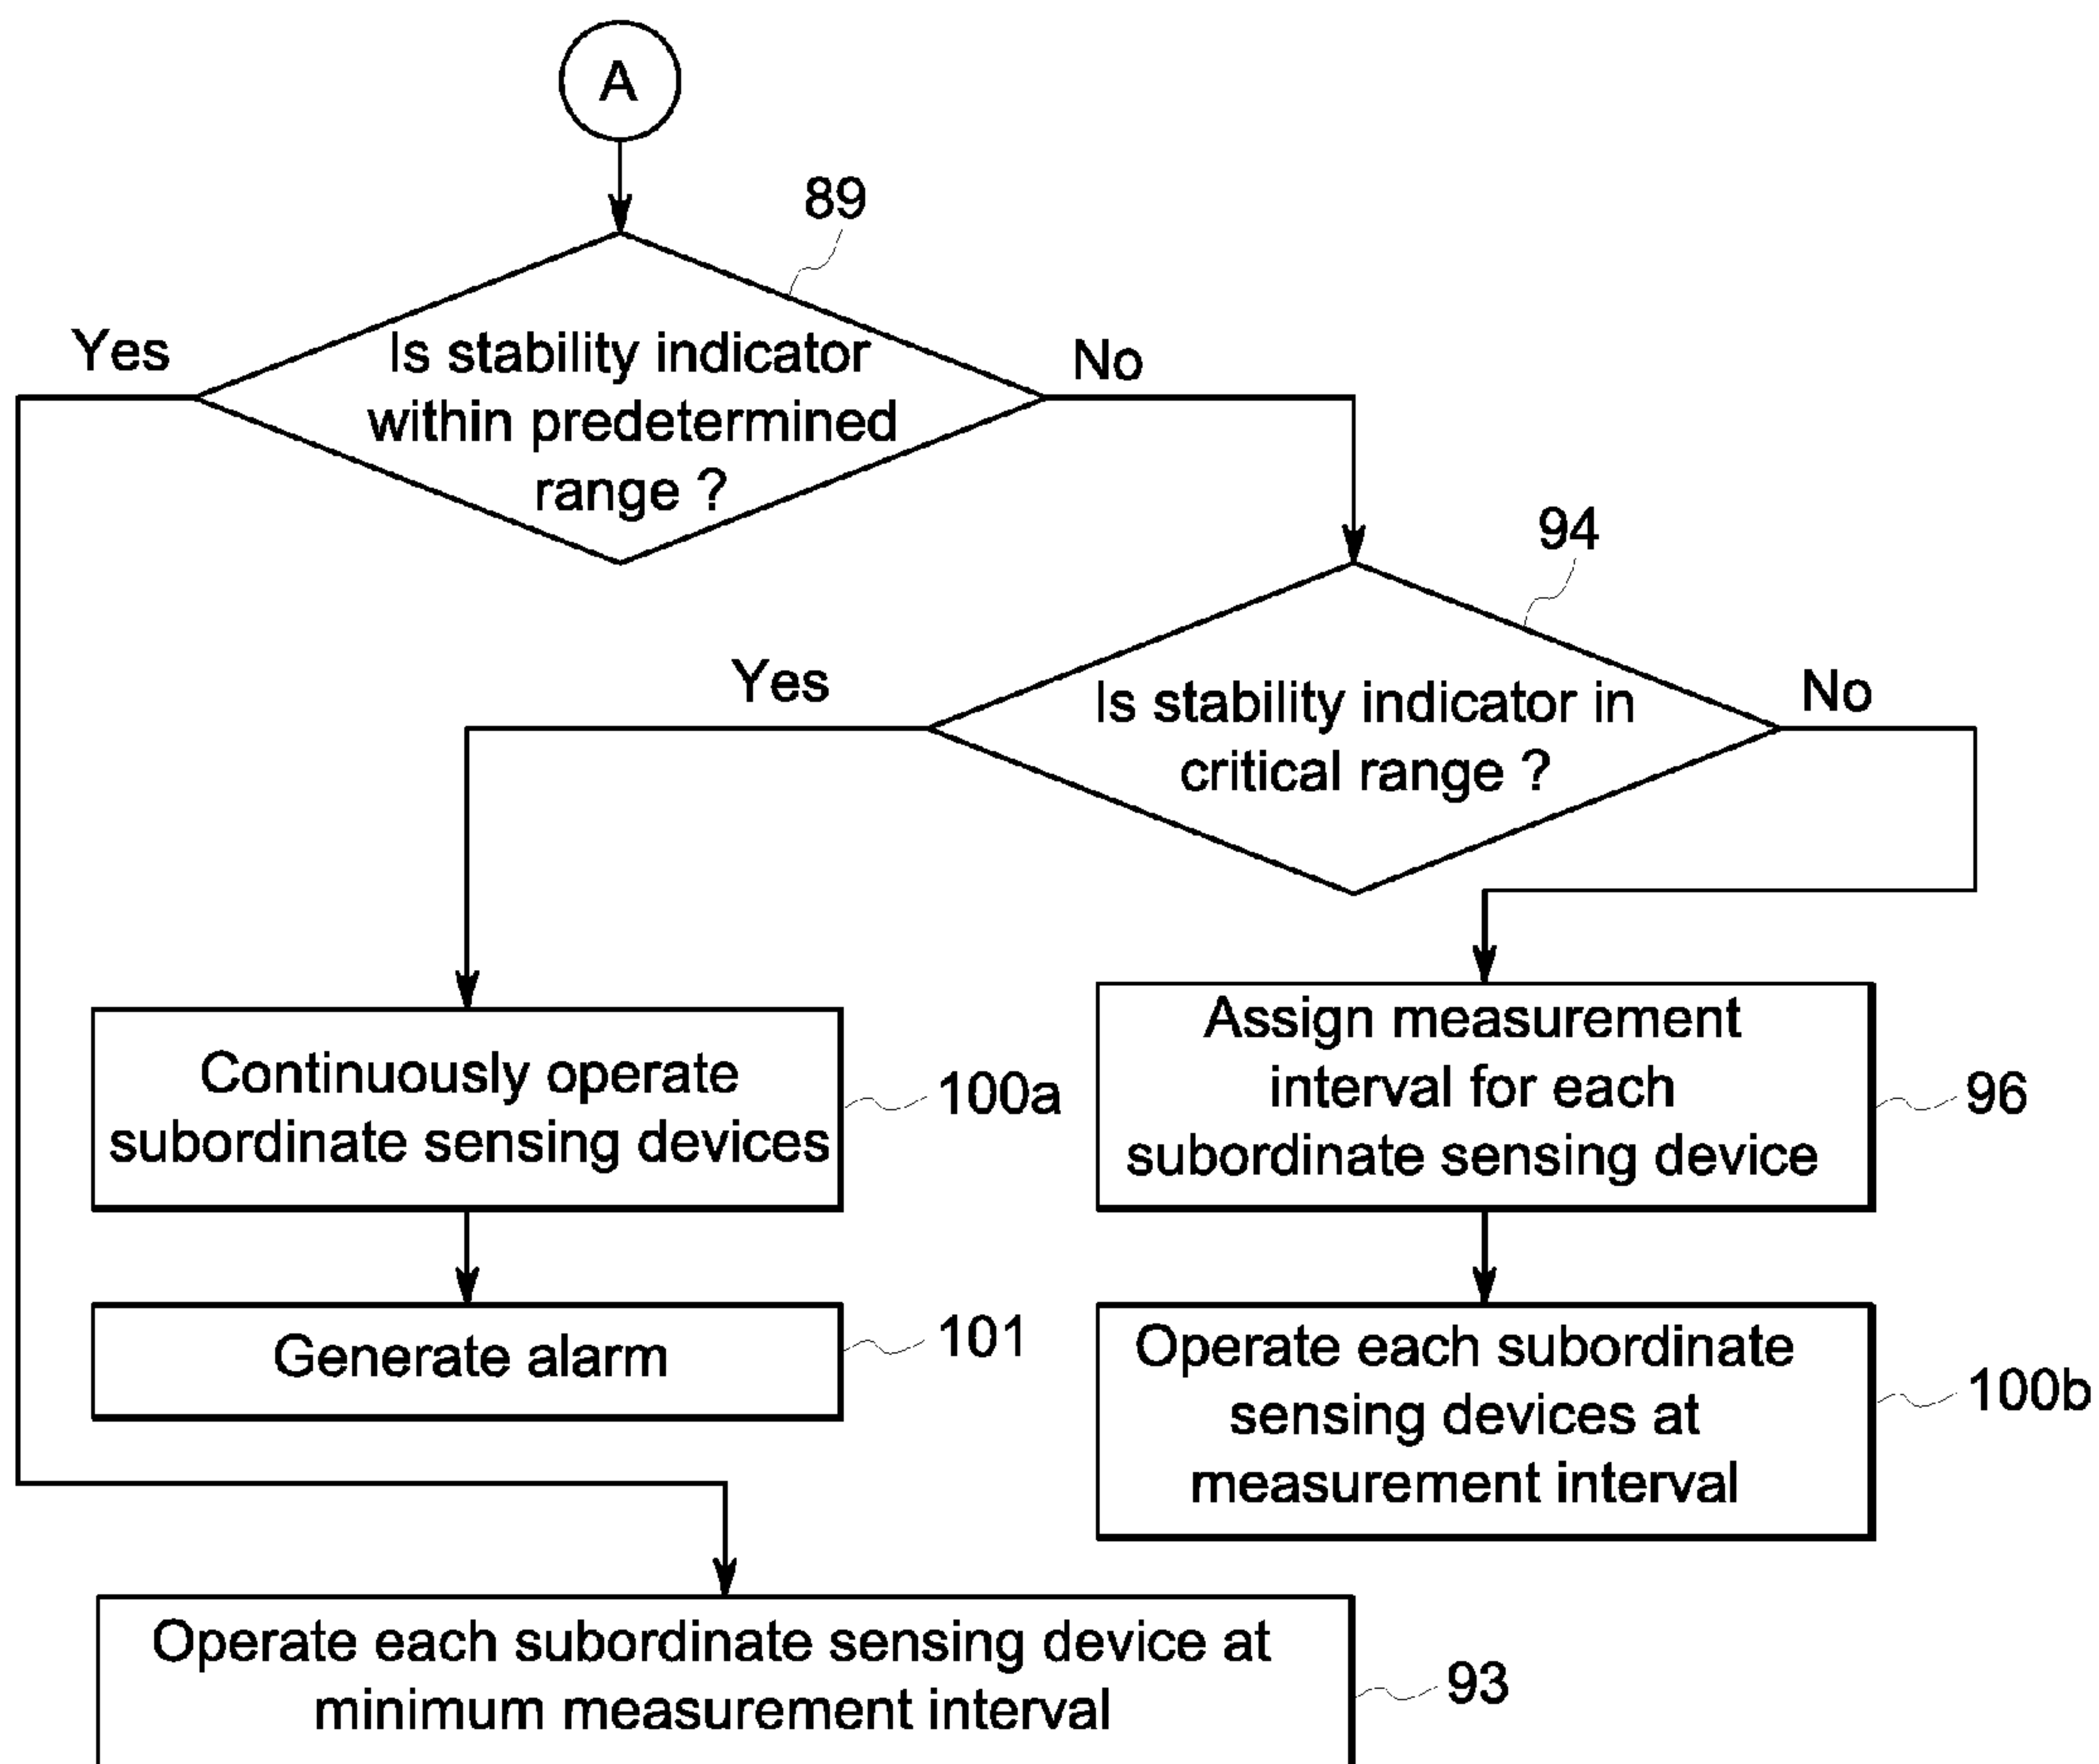 A
89
Yes
Is stability indicator
within predetermined
range ?
No
94
Yes
Is stability indicator in
critical range ?
No
Continuously operate
subordinate sensing devices
100a
Assign measurement
interval for each
subordinate sensing device
96
Generate alarm
101
Operate each subordinate
sensing devices at
measurement interval
100b
Operate each subordinate sensing device at
minimum measurement interval
93